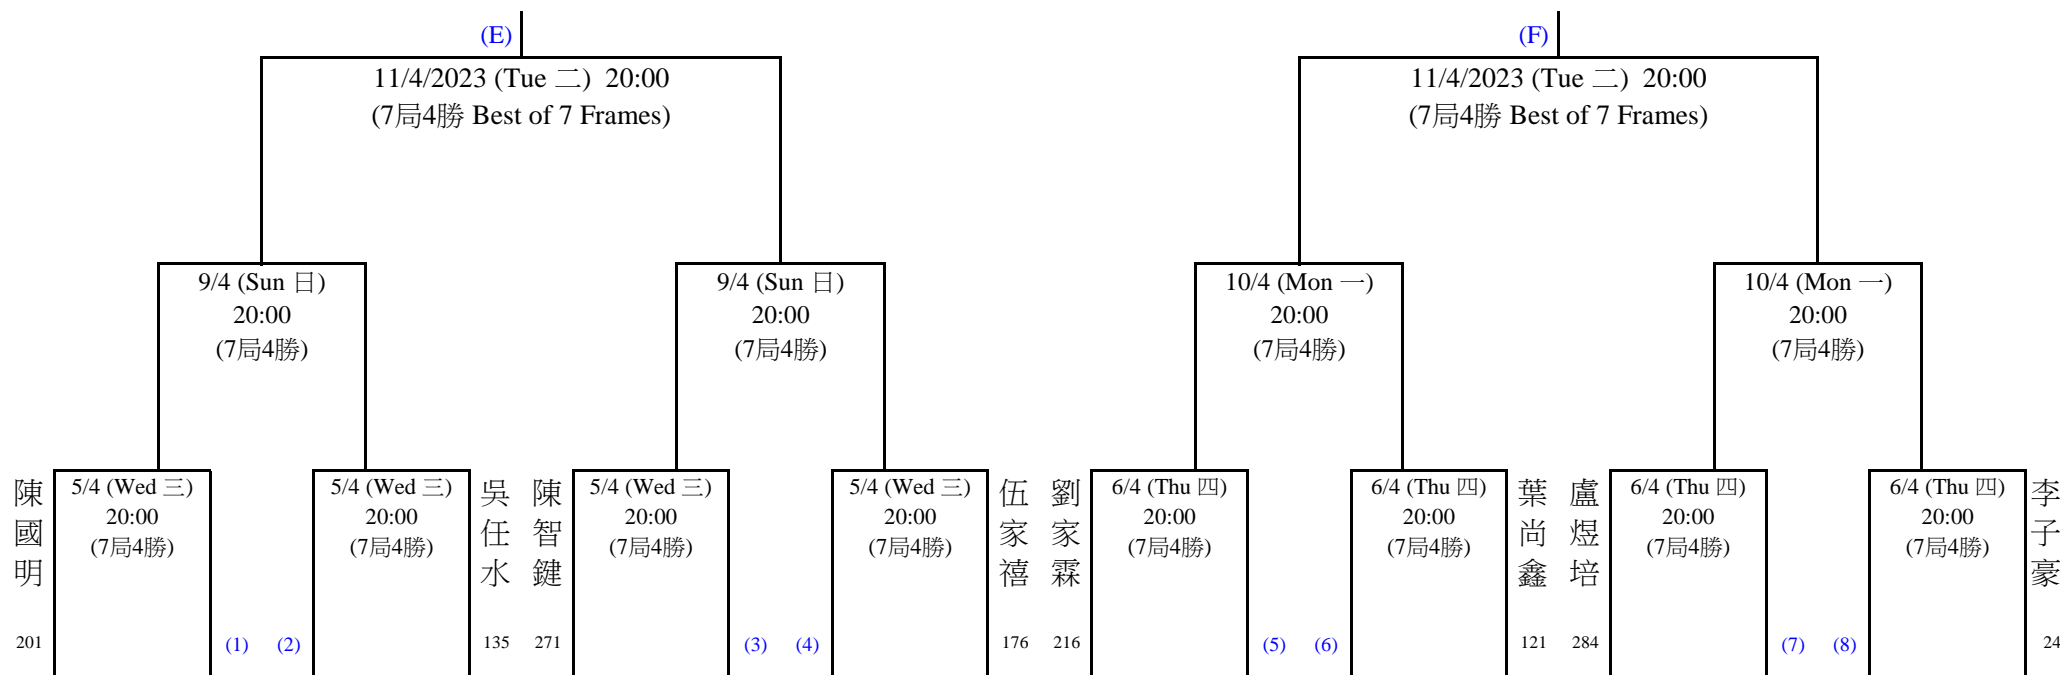 (E)
(F)
11/4/2023 (Tue 二) 20:00
(7局4勝 Best of 7 Frames)
11/4/2023 (Tue 二) 20:00
(7局4勝 Best of 7 Frames)
9/4 (Sun 日)
20:00
(7局4勝)
9/4 (Sun 日)
20:00
(7局4勝)
10/4 (Mon 一)
20:00
(7局4勝)
10/4 (Mon 一)
20:00
(7局4勝)
陳國明
201
5/4 (Wed 三)
20:00
(7局4勝)
(1)
(2)
5/4 (Wed 三)
20:00
(7局4勝)
吳任水
135
陳智鍵
271
5/4 (Wed 三)
20:00
(7局4勝)
(3)
(4)
5/4 (Wed 三)
20:00
(7局4勝)
伍家禧
176
劉家霖
216
6/4 (Thu 四)
20:00
(7局4勝)
(5)
(6)
6/4 (Thu 四)
20:00
(7局4勝)
葉尚鑫
121
盧煜培
284
6/4 (Thu 四)
20:00
(7局4勝)
(7)
(8)
6/4 (Thu 四)
20:00
(7局4勝)
李子豪
24